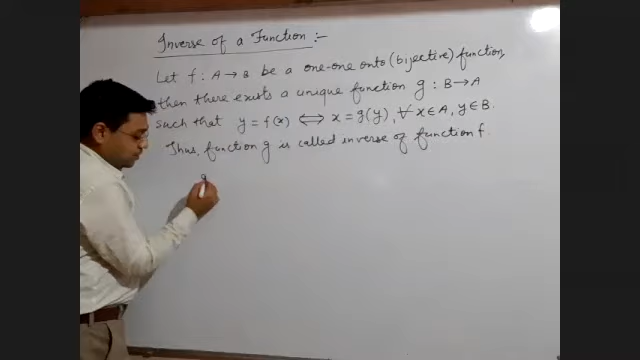 Inverse of a Function :-
Let f : A → B be a one-one onto (bijective) function,
then there exists a unique function g : B → A
such that y = f(x) ⟺ x = g(y), ∀ x ∈ A, y ∈ B.
Thus, function g is called inverse of function f.
g